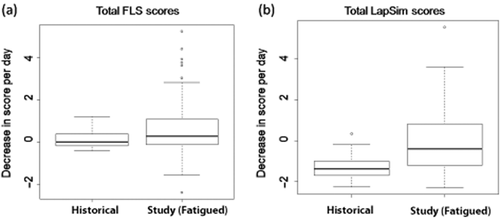 (a)
Total FLS scores
Decrease in score per day
4
2
0
−2
Historical
Study (Fatigued)
(b)
Total LapSim scores
Decrease in score per day
4
2
0
−2
Historical
Study (Fatigued)